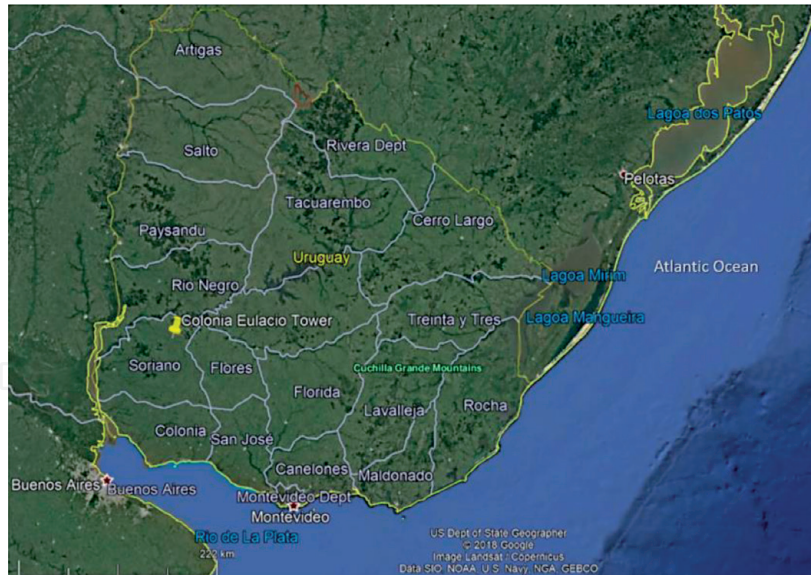 Artigas
Lagoa dos Patos
Salto
Rivera Dept
Pelotas
Tacuarembo
Cerro Largo
Paysandu
Uruguay
Atlantic Ocean
Lagoa Mirim
Rio Negro
Colonia Eulacio Tower
Treinta y Tres
Lagoa Mangueira
Soriano
Flores
Cuchilla Grande Mountains
Florida
Lavalleja
Rocha
Colonia
San José
Canelones
Maldonado
Buenos Aires
Buenos Aires
Montevideo Dept
Montevideo
Rio de La Plata
222 km
US Dept of State Geographer
© 2018 Google
Image Landsat / Copernicus
Data SIO, NOAA, U.S. Navy, NGA, GEBCO